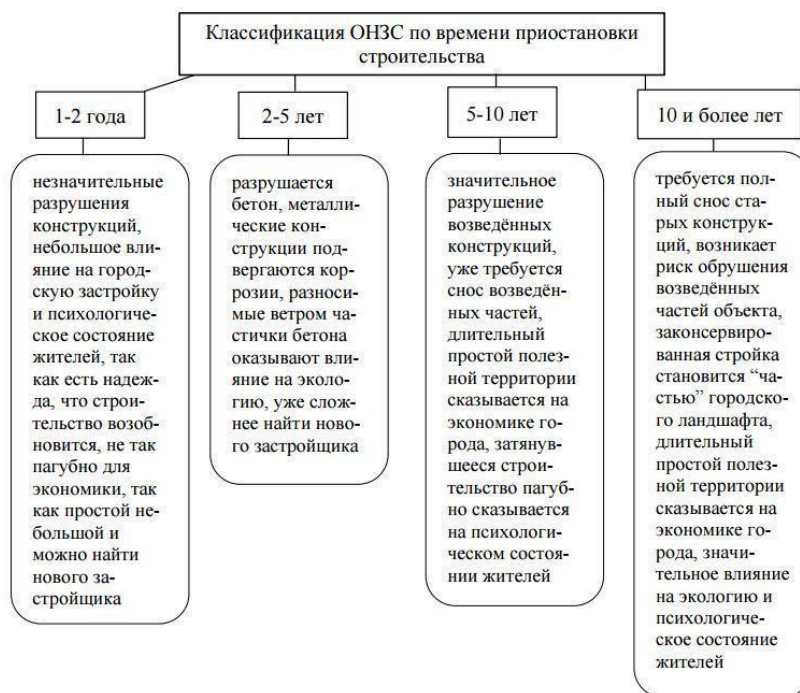 Классификация ОНЗС по времени приостановки
строительства
1-2 года
незначительные
разрушения
конструкций,
небольшое вли-
яние на город-
скую застройку
и психологиче-
ское состояние
жителей, так
как есть надеж-
да, что строи-
тельство возоб-
новится, не так
пагубно для
экономики, так
как простой не-
большой и
можно найти
нового за-
стройщика
2-5 лет
разрушается
бетон, металли-
ческие кон-
струкции под-
вергаются кор-
розии, разноси-
мые ветром ча-
стички бетона
оказывают вли-
яние на эколо-
гию, уже слож-
нее найти ново-
го застройщика
5-10 лет
значительное
разрушение
возведённых
конструкций,
уже требуется
снос возведён-
ных частей,
длительный
простой полез-
ной территории
сказывается на
экономике го-
рода, затянув-
шееся строи-
тельство пагуб-
но сказывается
на психологи-
ческом состоя-
нии жителей
10 и более лет
требуется пол-
ный снос ста-
рых конструк-
ций, возникает
риск обрушения
возведённых
частей объекта,
законсервиро-
ванная стройка
становится “ча-
стью” городско-
го ландшафта,
длительный
простой полез-
ной территории
сказывается на
экономике го-
рода, значи-
тельное влияние
на экологию и
психологиче-
ское состояние
жителей